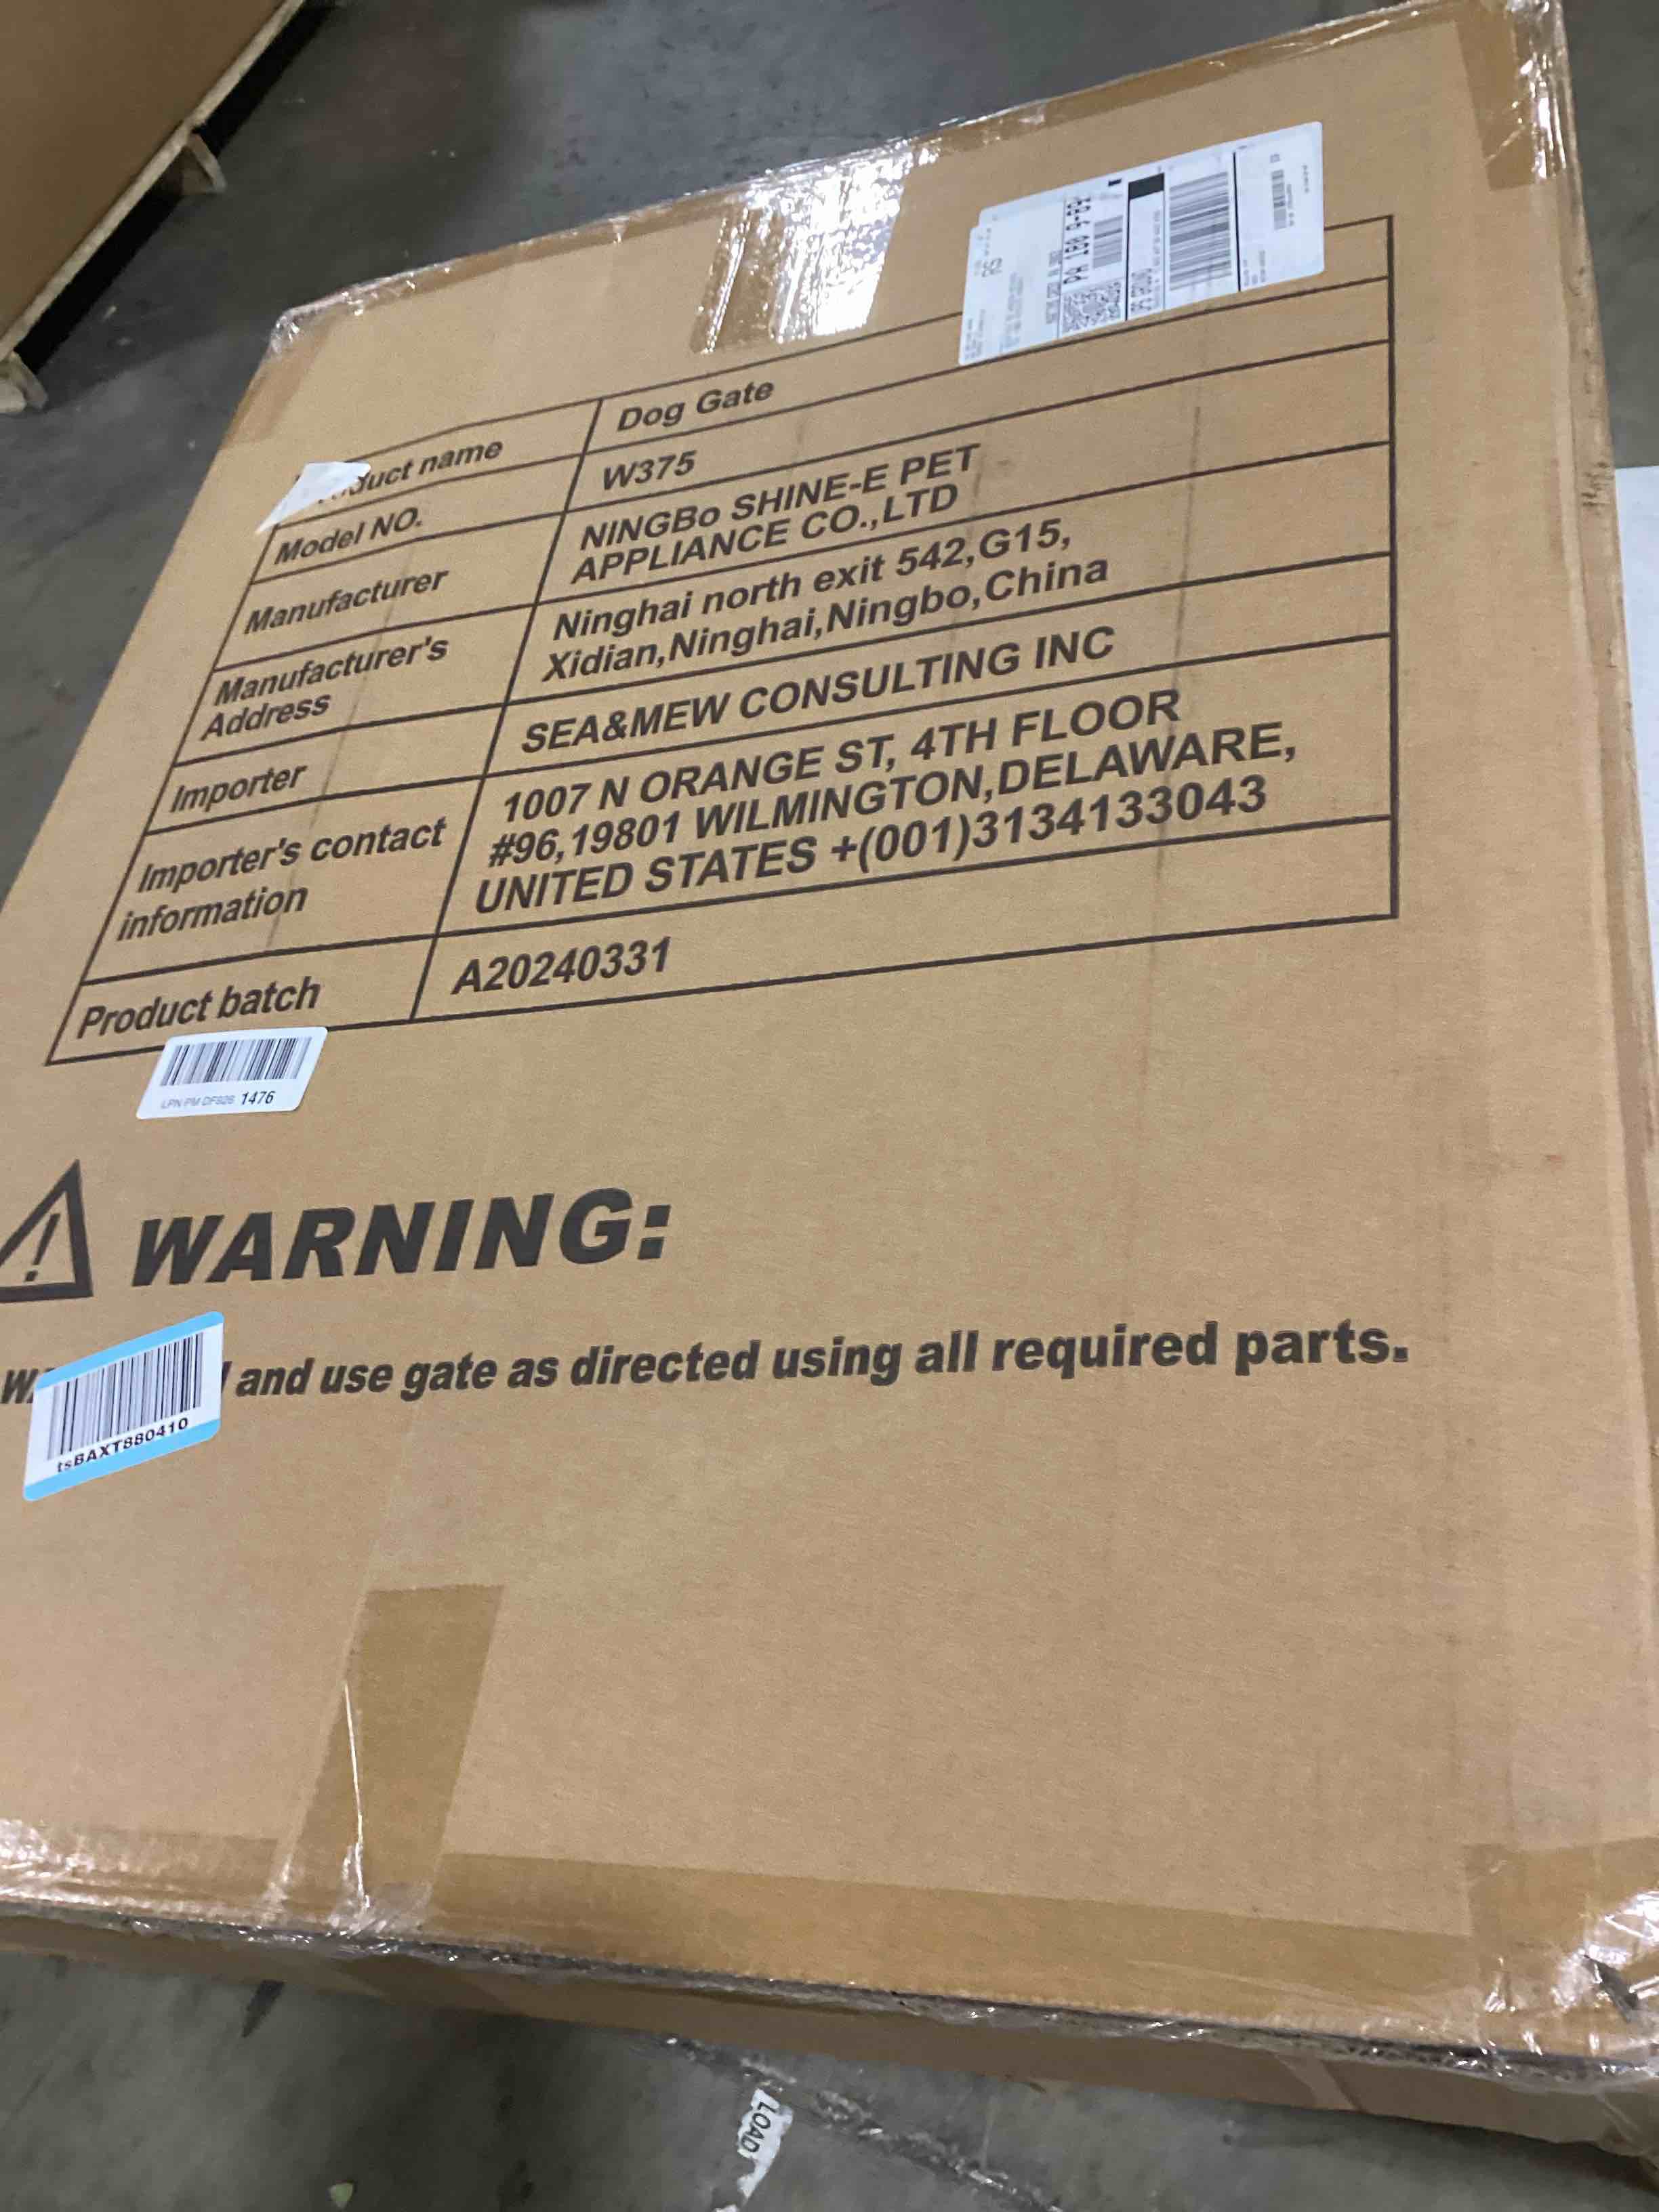 Product name
Dog Gate
Model NO.
W375
Manufacturer
NINGBo SHINE-E PET
APPLIANCE CO.,LTD
Manufacturer's
Address
Ninghai north exit 542,G15,
Xidian,Ninghai,Ningbo,China
Importer
SEA&MEW CONSULTING INC
Importer's contact
information
1007 N ORANGE ST, 4TH FLOOR
#96,19801 WILMINGTON,DELAWARE,
UNITED STATES +(001)3134133043
Product batch
A20240331
LPN PM DF926 1476
WARNING:
and use gate as directed using all required parts.
tsBAXT880410
LOAD